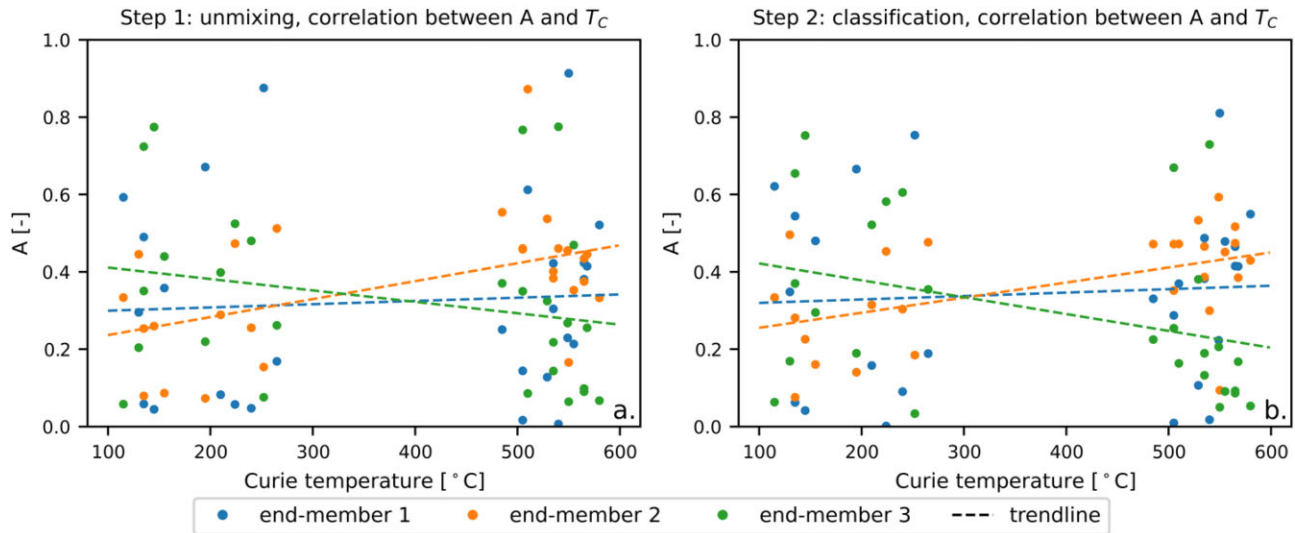 Step 1: unmixing, correlation between A and T_C
1.0
0.8
0.6
0.4
0.2
0.0
A [-]
100 200 300 400 500 600
Curie temperature [°C]
a.
Step 2: classification, correlation between A and T_C
1.0
0.8
0.6
0.4
0.2
0.0
A [-]
100 200 300 400 500 600
Curie temperature [°C]
b.
end-member 1 end-member 2 end-member 3 trendline